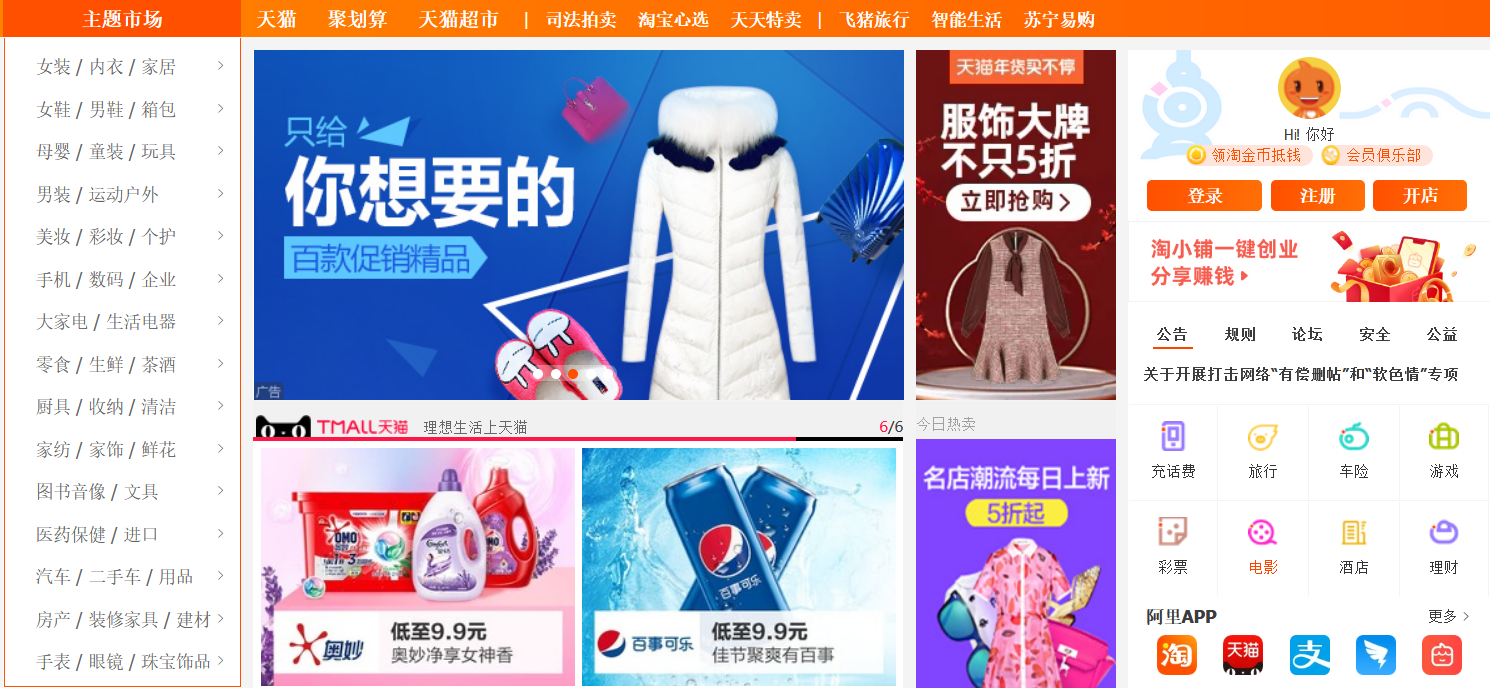 主题市场
天猫 聚划算 天猫超市 | 司法拍卖 淘宝心选 天天特卖 | 飞猪旅行 智能生活 苏宁易购
女装 / 内衣 / 家居
女鞋 / 男鞋 / 箱包
母婴 / 童装 / 玩具
男装 / 运动户外
美妆 / 彩妆 / 个护
手机 / 数码 / 企业
大家电 / 生活电器
零食 / 生鲜 / 茶酒
厨具 / 收纳 / 清洁
家纺 / 家饰 / 鲜花
图书音像 / 文具
医药保健 / 进口
汽车 / 二手车 / 用品
房产 / 装修家具 / 建材
手表 / 眼镜 / 珠宝饰品
只给
你想要的
百款促销精品
广告
TMALL天猫 理想生活上天猫 6/6
OMO
Comfort
OMO
奥妙
低至9.9元
奥妙净享女神香
百事可乐
百事可乐
低至9.9元
佳节聚爽有百事
天猫年货买不停
服饰大牌
不只5折
立即抢购
今日热卖
名店潮流每日上新
5折起
Hi! 你好
领淘金币抵钱 会员俱乐部
登录 注册 开店
淘小铺一键创业
分享赚钱
公告 规则 论坛 安全 公益
关于开展打击网络“有偿删帖”和“软色情”专项
充话费 旅行 车险 游戏
彩票 电影 酒店 理财
阿里APP 更多
淘 天猫 支